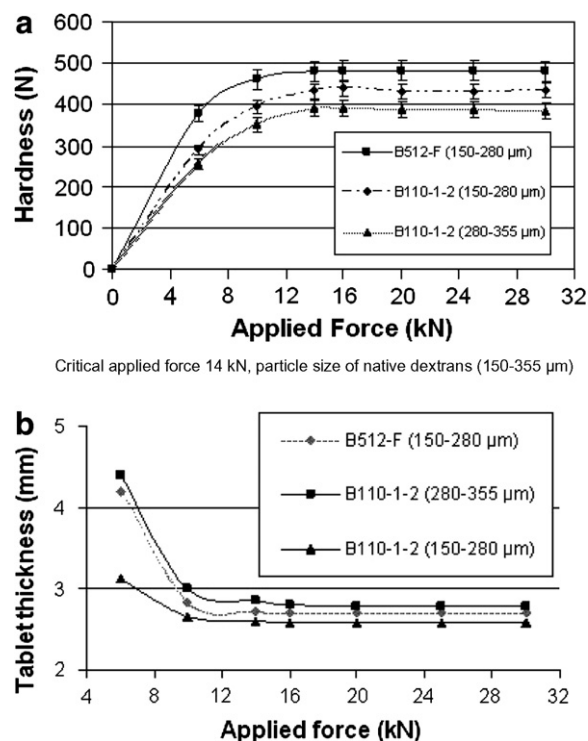 a
600
500
400
300
200
100
0
Hardness (N)
B512-F (150-280 µm)
B110-1-2 (150-280 µm)
B110-1-2 (280-355 µm)
0 4 8 12 16 20 24 28 32
Applied Force (kN)
Critical applied force 14 kN, particle size of native dextrans (150-355 µm)
b
5
4
3
2
Tablet thickness (mm)
B512-F (150-280 µm)
B110-1-2 (280-355 µm)
B110-1-2 (150-280 µm)
4 8 12 16 20 24 28 32
Applied force (kN)